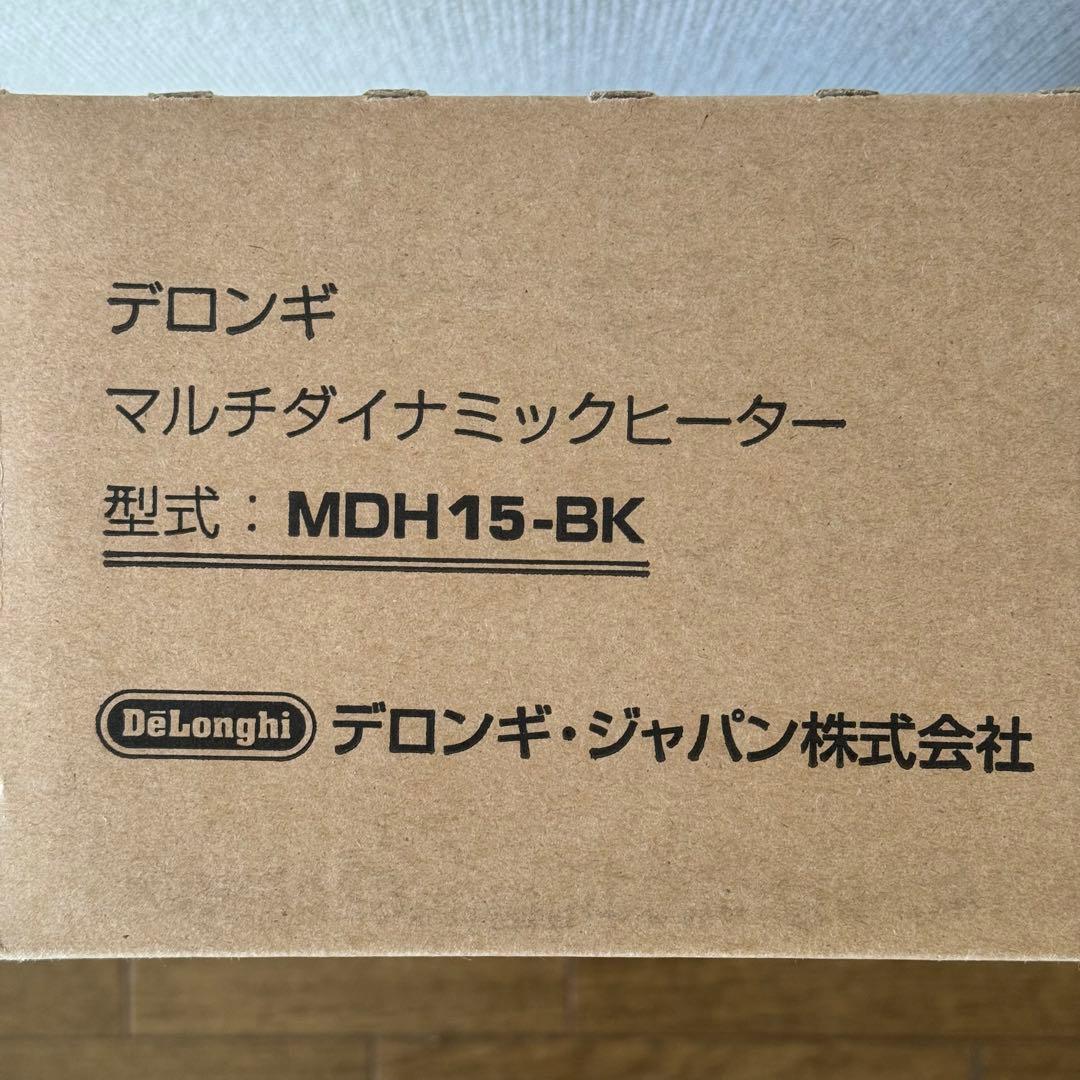 デロンギ
マルチダイナミックヒーター
型式：MDH15-BK
DēLonghi デロンギ・ジャパン株式会社